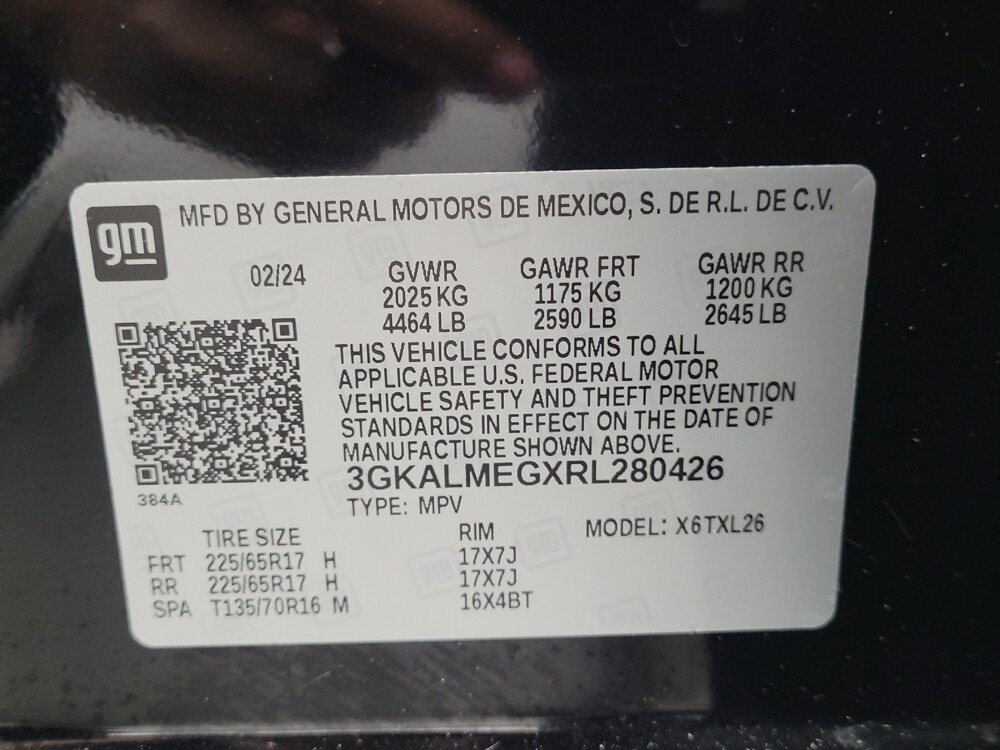 gm
MFD BY GENERAL MOTORS DE MEXICO, S. DE R.L. DE C.V.
02/24 GVWR GAWR FRT GAWR RR
2025 KG 1175 KG 1200 KG
4464 LB 2590 LB 2645 LB
THIS VEHICLE CONFORMS TO ALL
APPLICABLE U.S. FEDERAL MOTOR
VEHICLE SAFETY AND THEFT PREVENTION
STANDARDS IN EFFECT ON THE DATE OF
MANUFACTURE SHOWN ABOVE.
3GKALMEGXRL280426
384A
TYPE: MPV
TIRE SIZE RIM MODEL: X6TXL26
FRT 225/65R17 H 17X7J
RR 225/65R17 H 17X7J
SPA T135/70R16 M 16X4BT